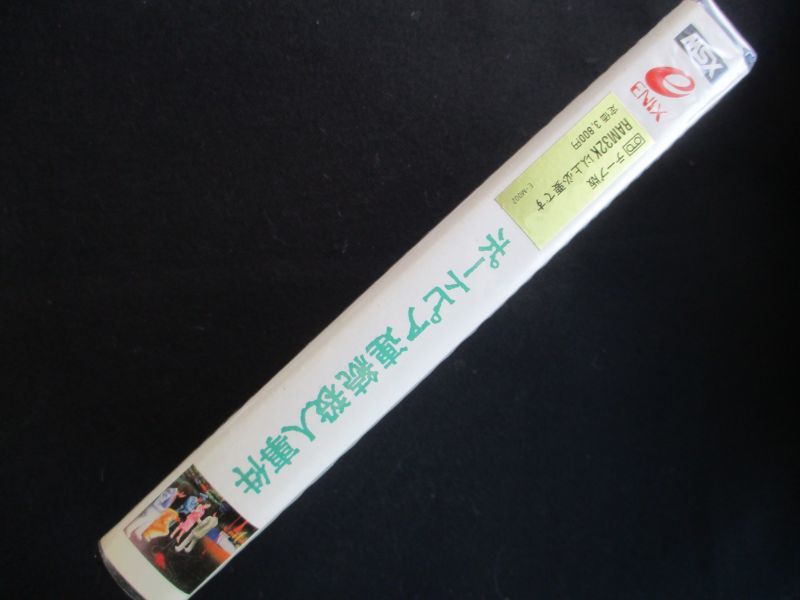 MSX
ENIX
テープ版
RAM32K以上必要です
定価 3,800円
E-M002
ポートピア連続殺人事件